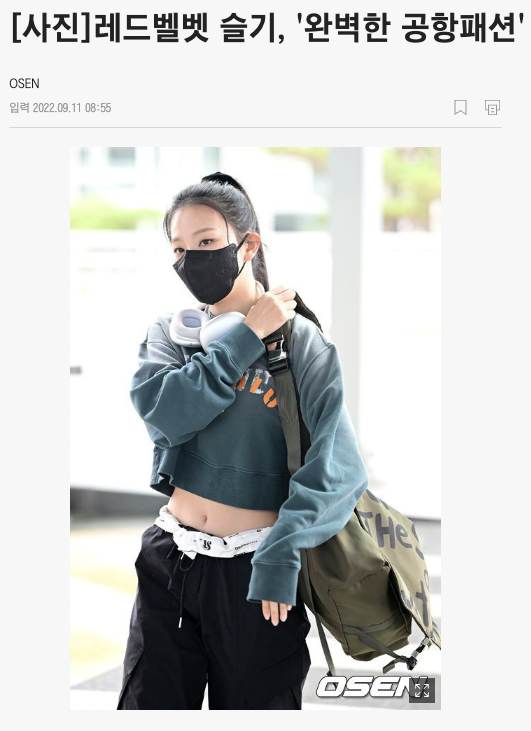 [사진]레드벨벳 슬기, '완벽한 공항패션'
OSEN
입력 2022.09.11 08:55
THE
OSEN